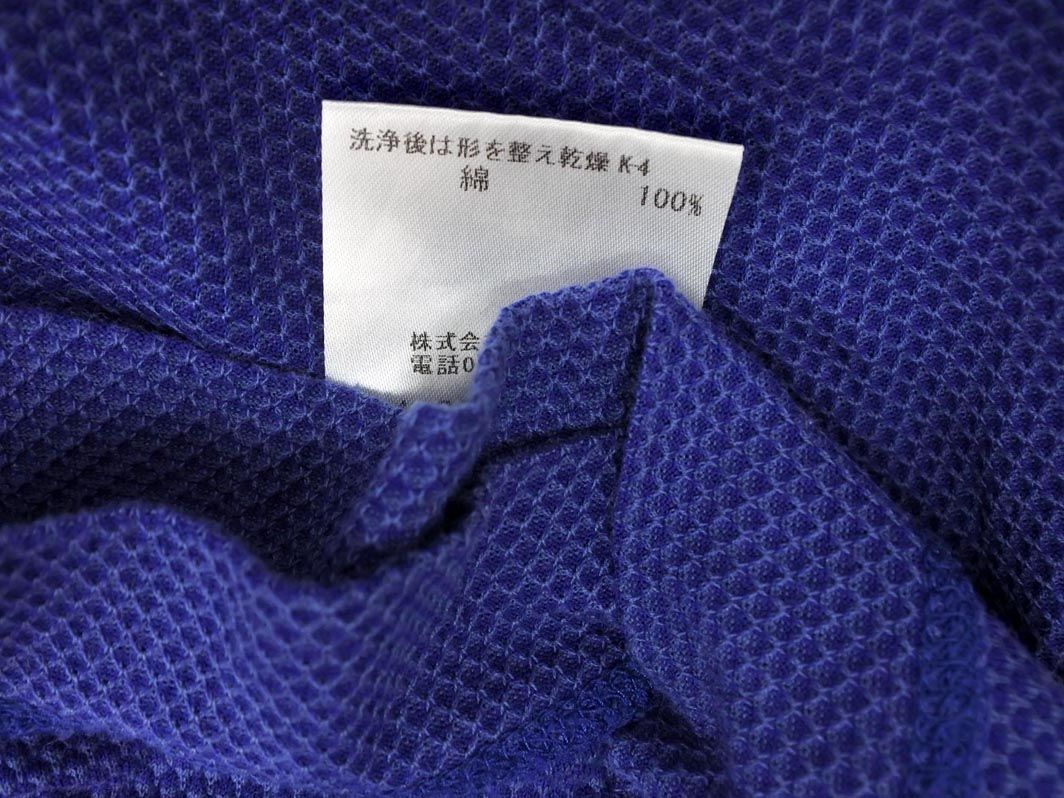 洗浄後は形を整え乾燥 K-4
綿 100%
株式会
電話0